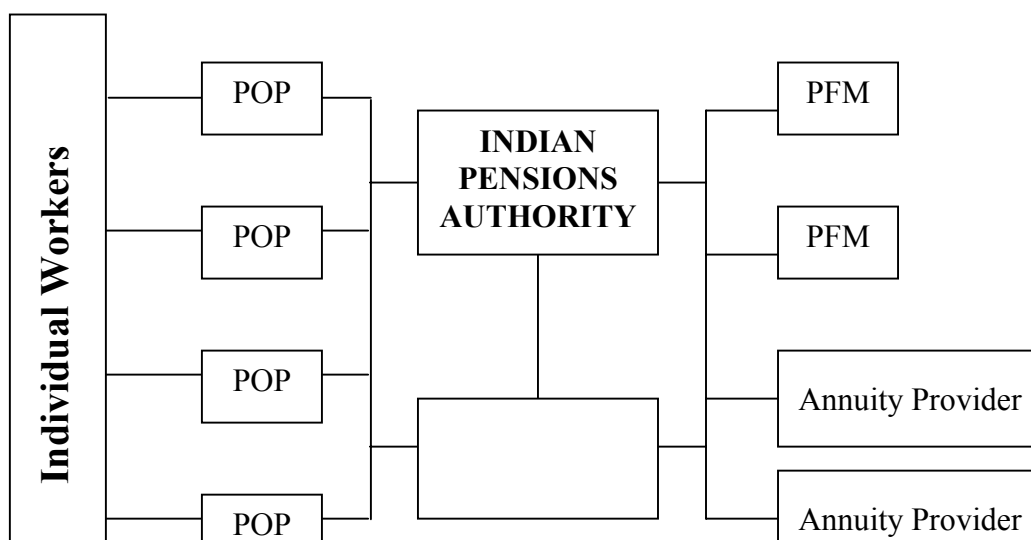 Individual Workers
POP
POP
POP
POP
INDIAN
PENSIONS
AUTHORITY
PFM
PFM
Annuity Provider
Annuity Provider